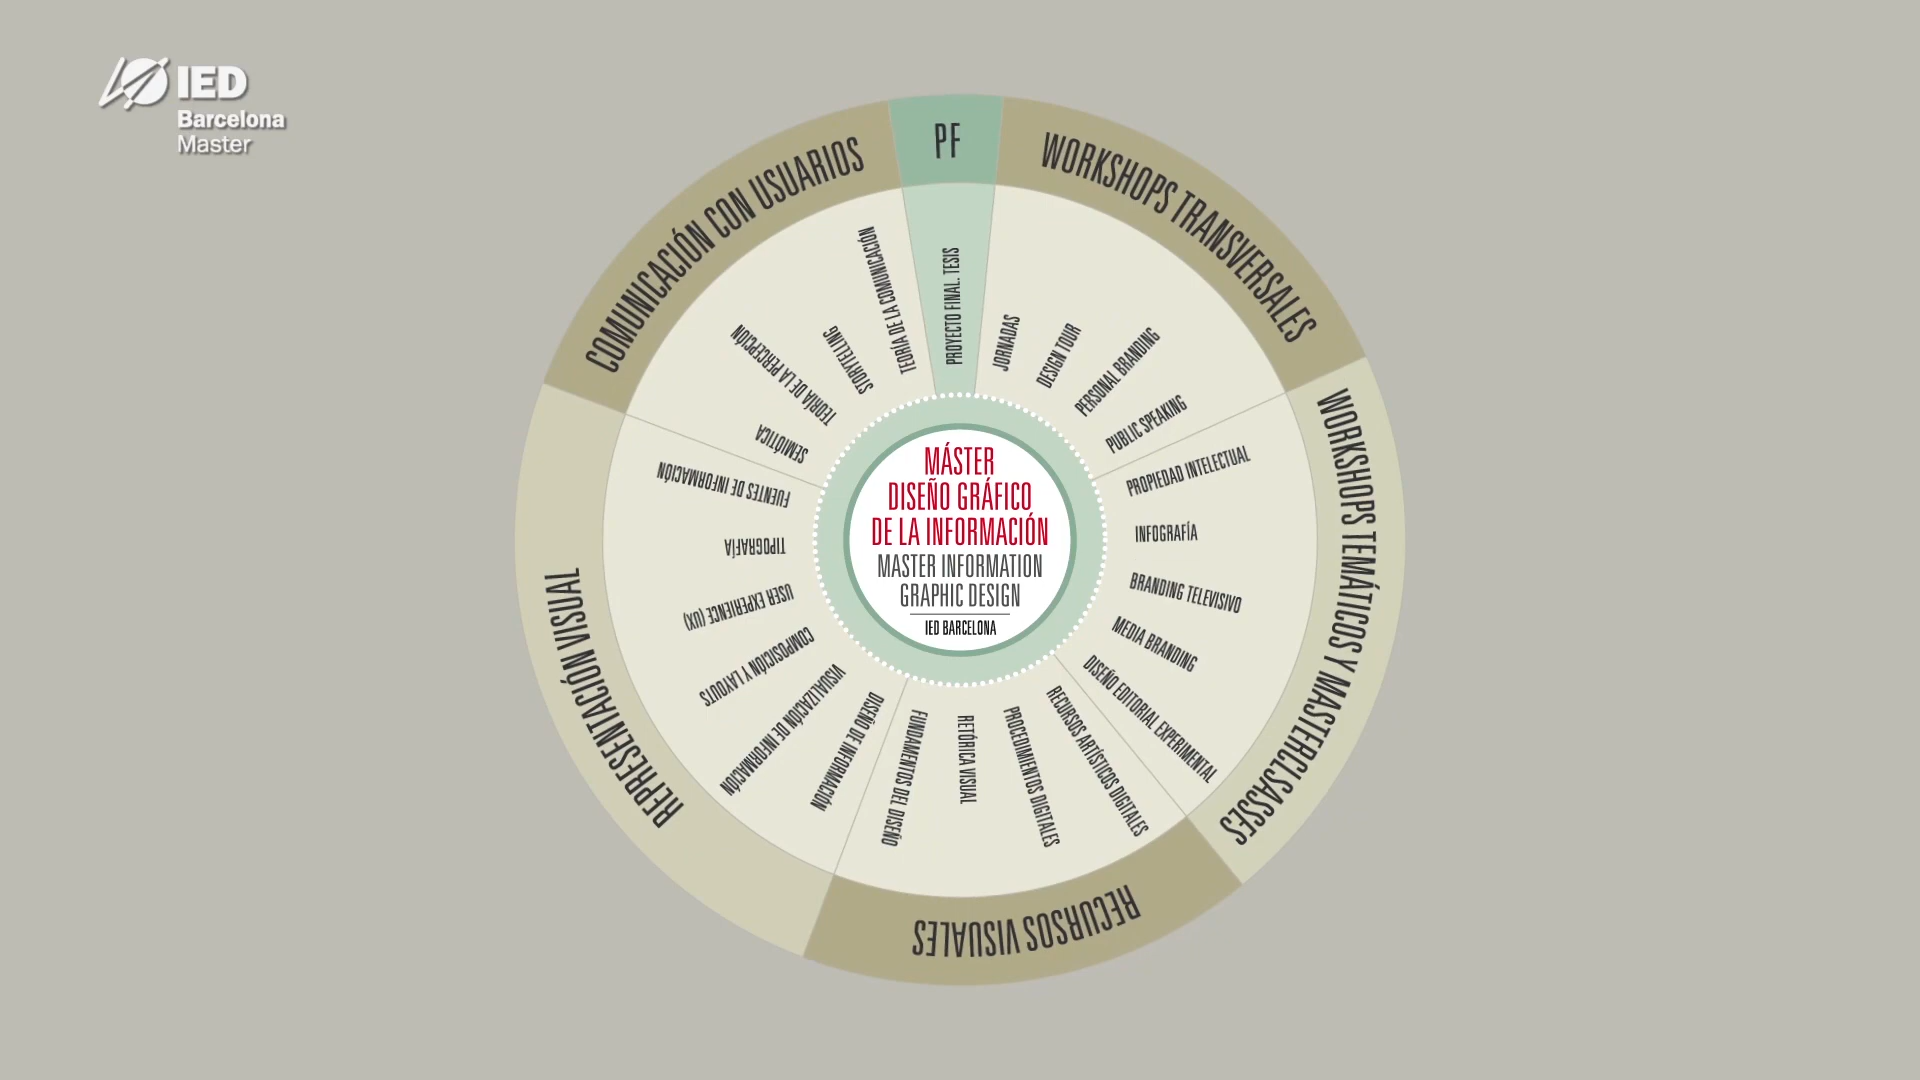 IED
Barcelona
Master
PF
PROYECTO FINAL. TESIS
WORKSHOPS TRANSVERSALES
JORNADAS
DESIGN TOUR
PERSONAL BRANDING
PUBLIC SPEAKING
WORKSHOPS TEMÁTICOS Y MASTERCLSASSES
PROPIEDAD INTELECTUAL
INFOGRAFÍA
BRANDING TELEVISIVO
MEDIA BRANDING
DISEÑO EDITORIAL EXPERIMENTAL
RECURSOS VISUALES
RECURSOS ARTÍSTICOS DIGITALES
PROCEDIMIENTOS DIGITALES
RETÓRICA VISUAL
FUNDAMENTOS DEL DISEÑO
REPRESENTACIÓN VISUAL
DISEÑO DE INFORMACIÓN
VISUALIZACIÓN DE INFORMACIÓN
COMPOSICIÓN Y LAYOUTS
USER EXPERIENCE (UX)
TIPOGRAFÍA
FUENTES DE INFORMACIÓN
COMUNICACIÓN CON USUARIOS
SEMIÓTICA
TEORÍA DE LA PERCEPCIÓN
STORYTELLING
TEORÍA DE LA COMUNICACIÓN
MÁSTER
DISEÑO GRÁFICO
DE LA INFORMACIÓN
MASTER INFORMATION
GRAPHIC DESIGN
IED BARCELONA